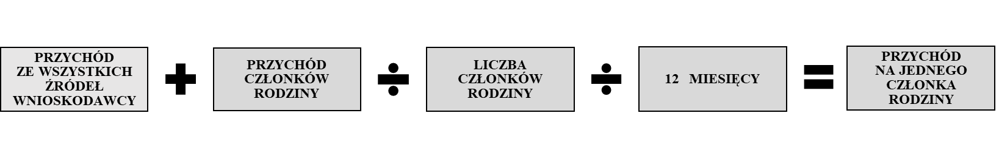 PRZYCHÓD
ZE WSZYSTKICH
ŹRÓDEŁ
WNIOSKODAWCY
+
PRZYCHÓD
CZŁONKÓW
RODZINY
÷
LICZBA
CZŁONKÓW
RODZINY
÷
12 MIESIĘCY
=
PRZYCHÓD
NA JEDNEGO
CZŁONKA
RODZINY